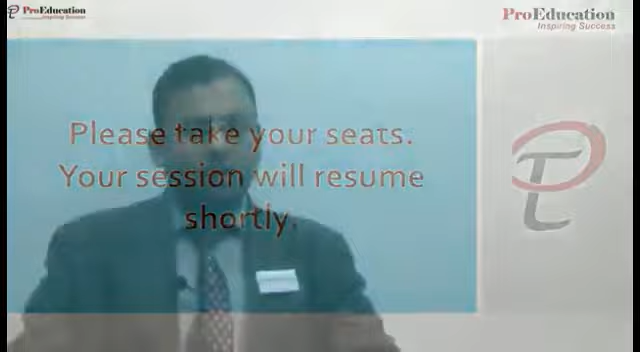 ProEducation
Inspiring Success
ProEducation
Inspiring Success
Please take your seats.
Your session will resume
shortly.